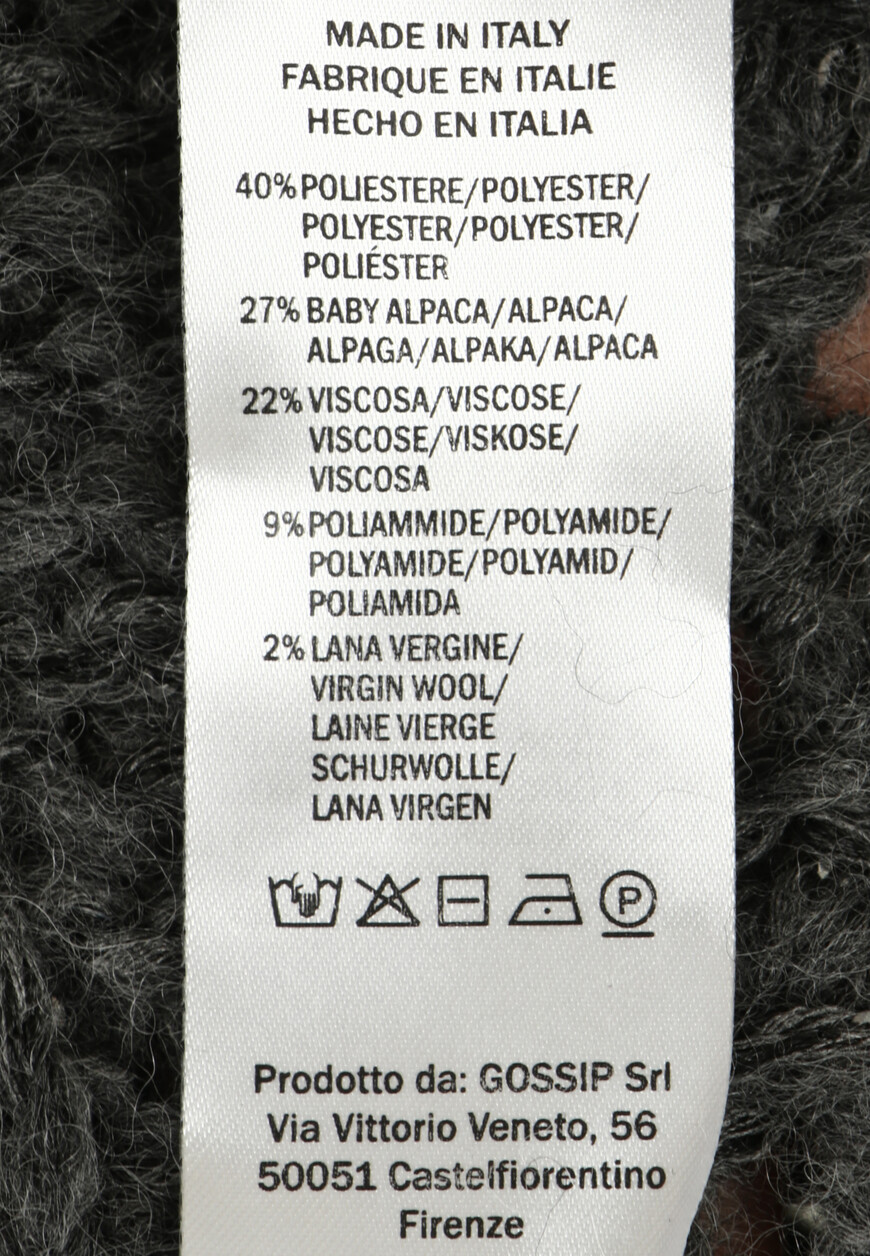 MADE IN ITALY
FABRIQUE EN ITALIE
HECHO EN ITALIA
40% POLIESTERE/POLYESTER/
POLYESTER/POLYESTER/
POLIÉSTER
27% BABY ALPACA/ALPACA/
ALPAGA/ALPAKA/ALPACA
22% VISCOSA/VISCOSE/
VISCOSE/VISKOSE/
VISCOSA
9% POLIAMMIDE/POLYAMIDE/
POLYAMIDE/POLYAMID/
POLIAMIDA
2% LANA VERGINE/
VIRGIN WOOL/
LAINE VIERGE
SCHURWOLLE/
LANA VIRGEN
P
Prodotto da: GOSSIP Srl
Via Vittorio Veneto, 56
50051 Castelfiorentino
Firenze